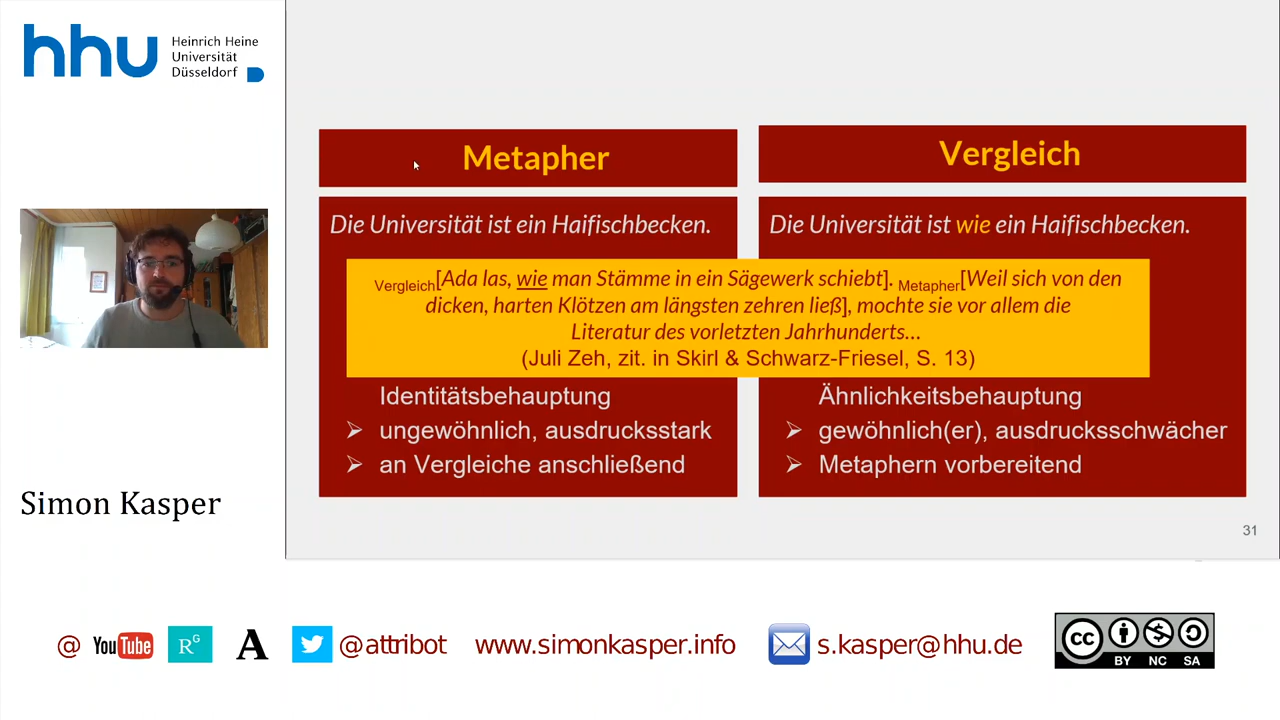 hhu
Heinrich Heine
Universität
Düsseldorf
Metapher
Vergleich
Die Universität ist ein Haifischbecken.
Die Universität ist wie ein Haifischbecken.
Vergleich[Ada las, wie man Stämme in ein Sägewerk schiebt]. Metapher[Weil sich von den
dicken, harten Klötzen am längsten zehren ließ], mochte sie vor allem die
Literatur des vorletzten Jahrhunderts…
(Juli Zeh, zit. in Skirl & Schwarz-Friesel, S. 13)
Identitätsbehauptung
➢ ungewöhnlich, ausdrucksstark
➢ an Vergleiche anschließend
Ähnlichkeitsbehauptung
➢ gewöhnlich(er), ausdrucksschwächer
➢ Metaphern vorbereitend
Simon Kasper
31
@ YouTube RG A @attribot www.simonkasper.info s.kasper@hhu.de
cc BY NC SA